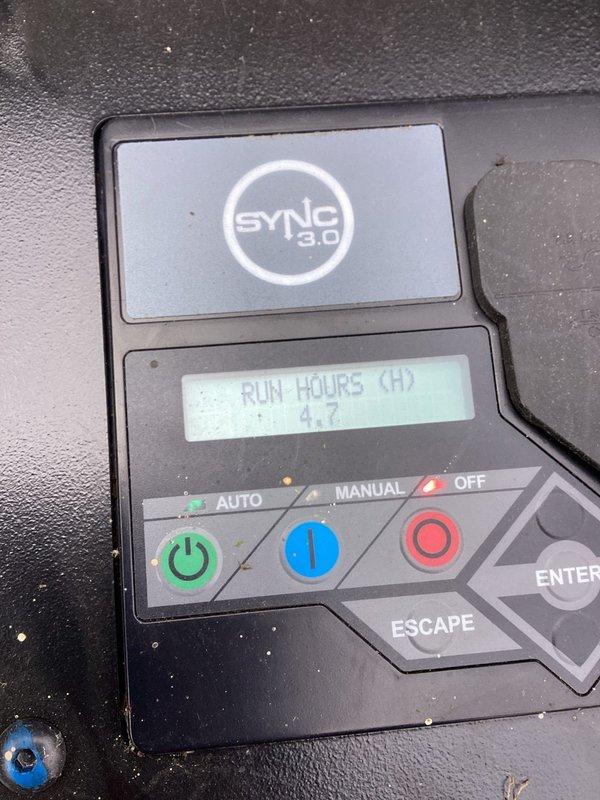 SYNC
3.0
RUN HOURS (H)
4.7
AUTO
MANUAL
OFF
ENTER
ESCAPE